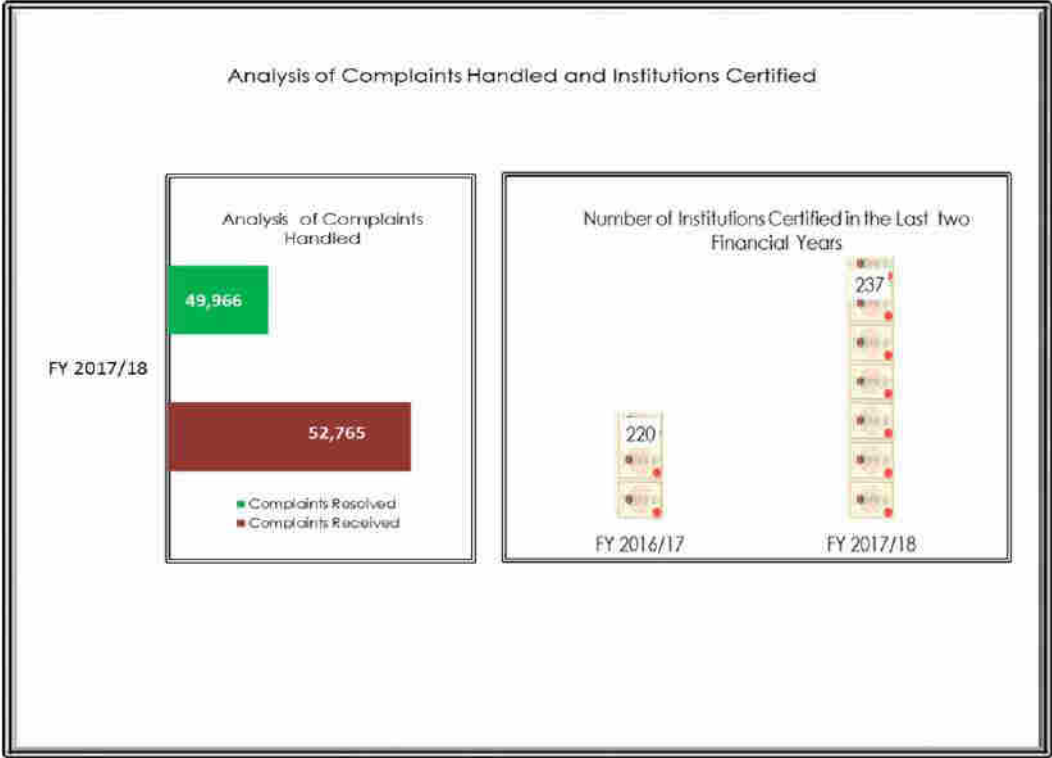 Analysis of Complaints Handled and Institutions Certified
FY 2017/18
Analysis of Complaints
Handled
49,966
52,765
Complaints Resolved
Complaints Received
Number of Institutions Certified in the Last two
Financial Years
220
237
FY 2016/17
FY 2017/18